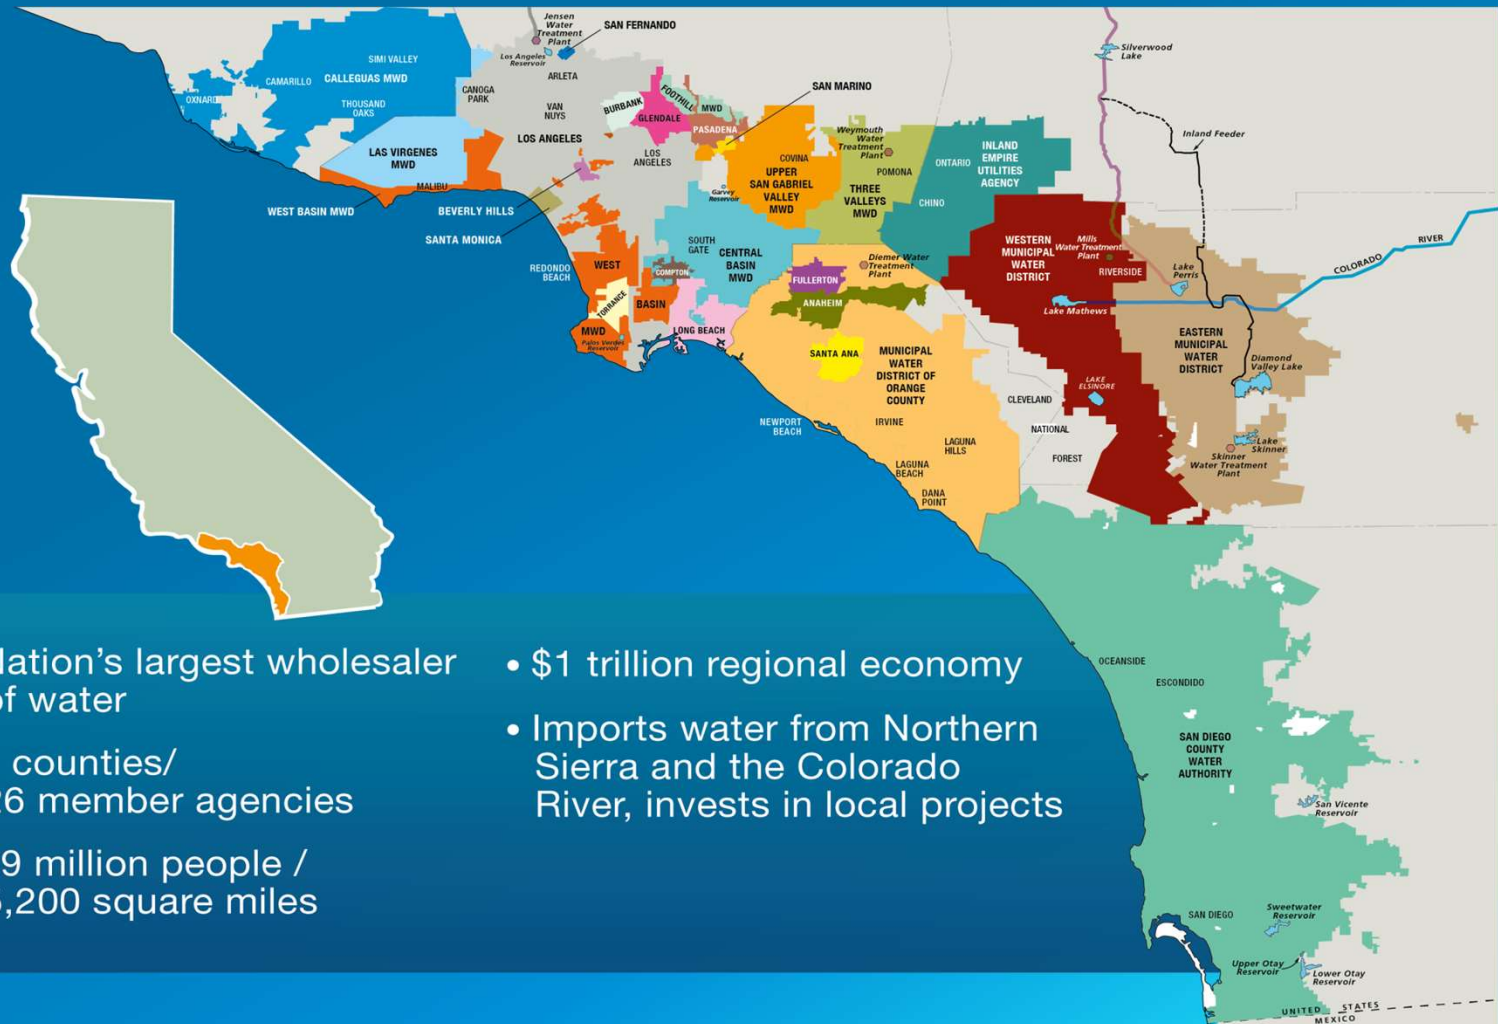 Jensen
Water
Treatment
Plant
SAN FERNANDO
Los Angeles
Reservoir
SIMI VALLEY
CAMARILLO
CALLEGUAS MWD
OXNARD
THOUSAND
OAKS
CANOGA
PARK
ARLETA
VAN
NUYS
LOS ANGELES
BURBANK
GLENDALE
FOOTHILL
MWD
PASADENA
SAN MARINO
LOS
ANGELES
LAS VIRGENES
MWD
MALIBU
WEST BASIN MWD
BEVERLY HILLS
SANTA MONICA
Garvey
Reservoir
COVINA
UPPER
SAN GABRIEL
VALLEY
MWD
Weymouth
Water
Treatment
Plant
POMONA
THREE
VALLEYS
MWD
ONTARIO
INLAND
EMPIRE
UTILITIES
AGENCY
CHINO
Silverwood
Lake
Inland Feeder
COLORADO
RIVER
REDONDO
BEACH
WEST
BASIN
MWD
TORRANCE
Palos Verdes
Reservoir
COMPTON
SOUTH
GATE
CENTRAL
BASIN
MWD
LONG BEACH
FULLERTON
Diemer Water
Treatment
Plant
ANAHEIM
SANTA ANA
MUNICIPAL
WATER
DISTRICT OF
ORANGE
COUNTY
NEWPORT
BEACH
IRVINE
LAGUNA
HILLS
LAGUNA
BEACH
DANA
POINT
WESTERN
MUNICIPAL
WATER
DISTRICT
Mills
Water Treatment
Plant
RIVERSIDE
Lake
Perris
Lake Mathews
LAKE
ELSINORE
EASTERN
MUNICIPAL
WATER
DISTRICT
Diamond
Valley Lake
Lake
Skinner
Skinner
Water Treatment
Plant
CLEVELAND
NATIONAL
FOREST
OCEANSIDE
ESCONDIDO
SAN DIEGO
COUNTY
WATER
AUTHORITY
San Vicente
Reservoir
SAN DIEGO
Sweetwater
Reservoir
Upper Otay
Reservoir
Lower Otay
Reservoir
UNITED STATES
MEXICO
lation's largest wholesaler
of water
counties/
26 member agencies
9 million people /
5,200 square miles
• $1 trillion regional economy
• Imports water from Northern
Sierra and the Colorado
River, invests in local projects